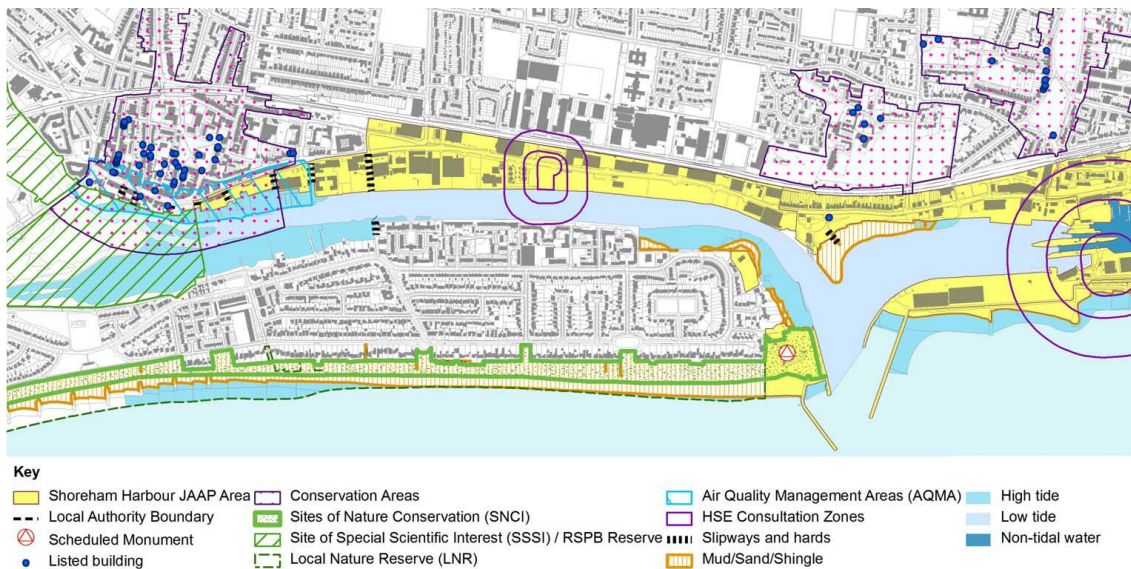 Key
Shoreham Harbour JAAP Area
Local Authority Boundary
Scheduled Monument
Listed building
Conservation Areas
Sites of Nature Conservation (SNCI)
Site of Special Scientific Interest (SSSI) / RSPB Reserve
Local Nature Reserve (LNR)
Air Quality Management Areas (AQMA)
HSE Consultation Zones
Slipways and hards
Mud/Sand/Shingle
High tide
Low tide
Non-tidal water